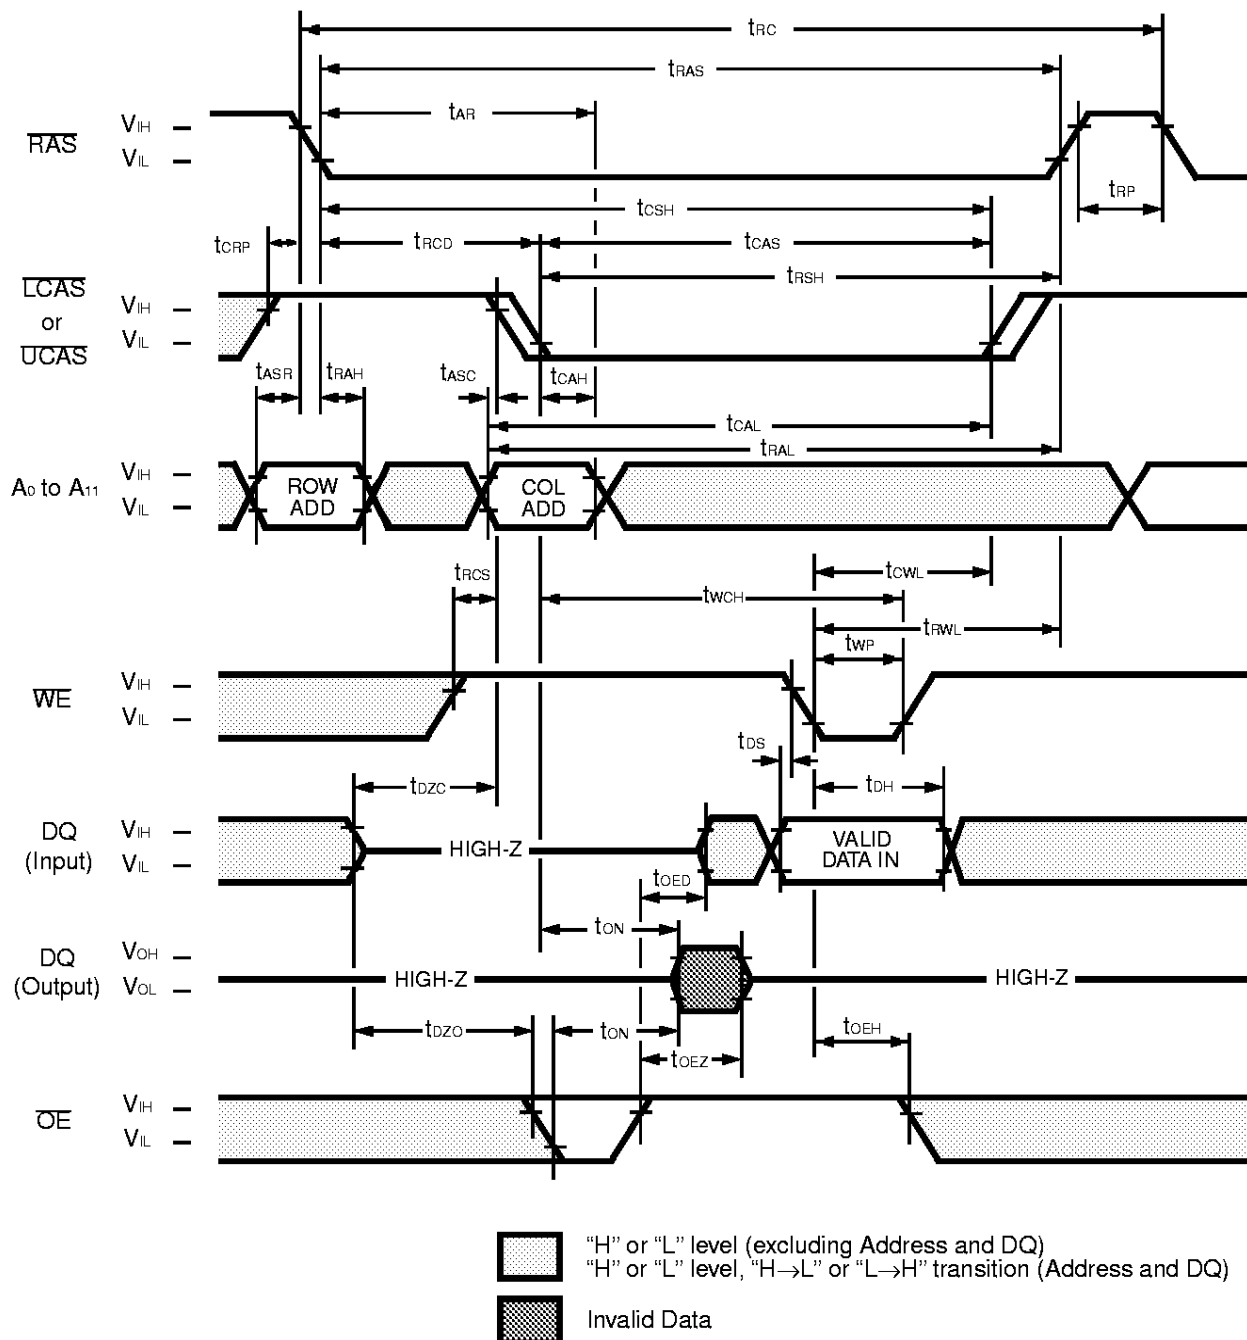 tRC
tRAS
tAR
RAS
VIH
VIL
tRP
tCSH
tCRP
tRCD
tCAS
tRSH
LCAS
or
UCAS
VIH
VIL
tASR
tRAH
tASC
tCAH
tCAL
tRAL
A0 to A11
VIH
VIL
ROW
ADD
COL
ADD
tRCS
tCWL
tWCH
tRWL
tWP
WE
VIH
VIL
tDS
tDZC
tDH
DQ
(Input)
VIH
VIL
HIGH-Z
VALID
DATA IN
tOED
tON
DQ
(Output)
VOH
VOL
HIGH-Z
HIGH-Z
tDZO
tON
tOEZ
tOEH
OE
VIH
VIL
“H” or “L” level (excluding Address and DQ)
“H” or “L” level, “H→L” or “L→H” transition (Address and DQ)
Invalid Data